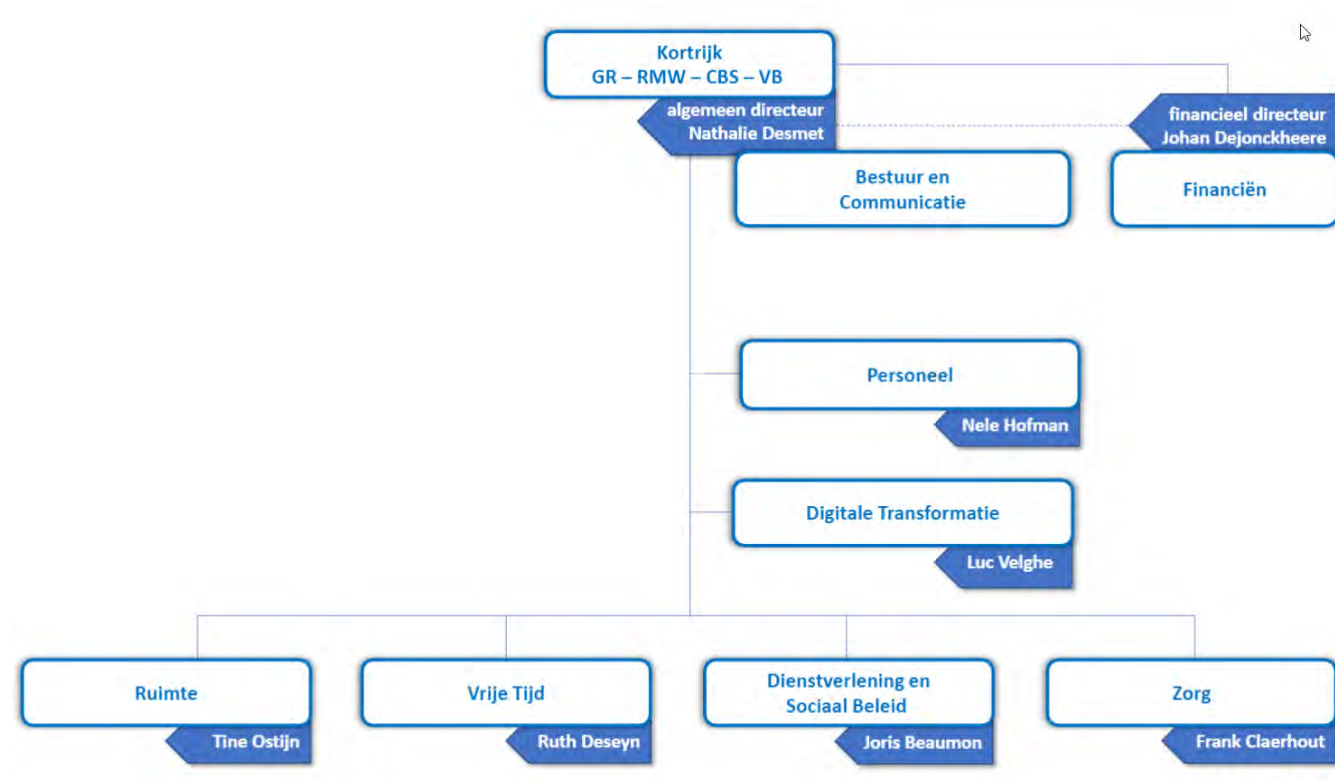 Kortrijk
GR – RMW – CBS – VB
algemeen directeur
Nathalie Desmet
financieel directeur
Johan Dejonckheere
Bestuur en
Communicatie
Financiën
Personeel
Nele Hofman
Digitale Transformatie
Luc Velghe
Ruimte
Tine Ostijn
Vrije Tijd
Ruth Deseyn
Dienstverlening en
Sociaal Beleid
Joris Beaumon
Zorg
Frank Claerhout